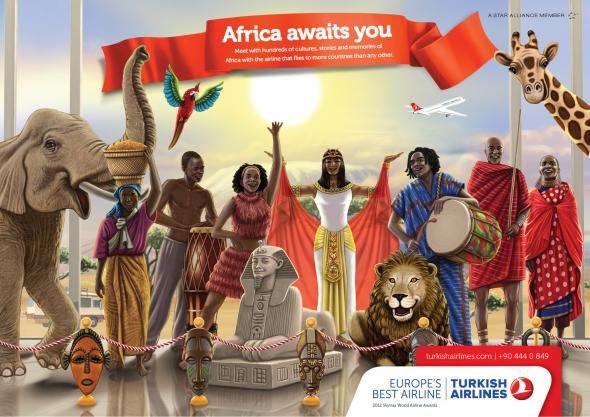 A STAR ALLIANCE MEMBER
Africa awaits you
Meet with hundreds of cultures, stories and memories of
Africa with the airline that flies to more countries than any other.
turkishairlines.com | +90 444 0 849
EUROPE'S
BEST AIRLINE
2012 Skytrax World Airline Awards
TURKISH
AIRLINES